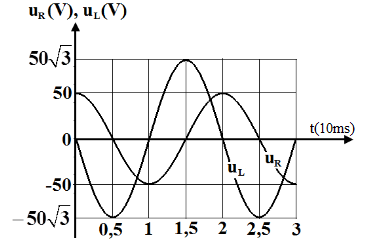 u_R(V), u_L(V)
50√3
50
t(10ms)
0
u_L
u_R
-50
-50√3
0,5 1 1,5 2 2,5 3